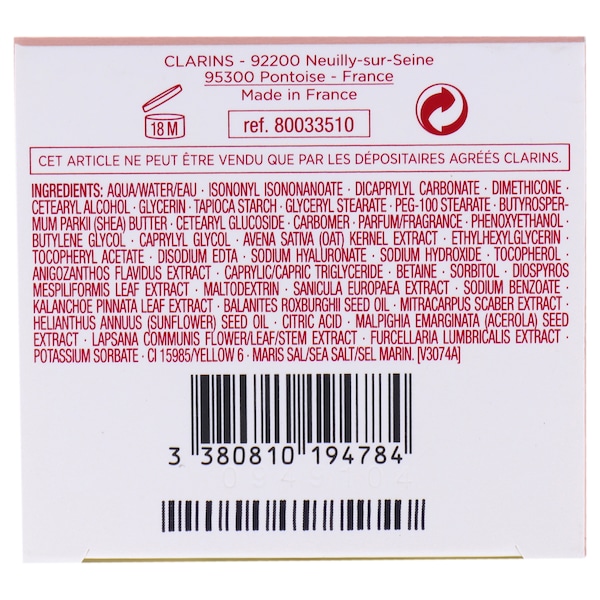 CLARINS - 92200 Neuilly-sur-Seine
95300 Pontoise - France
Made in France
18 M
ref. 80033510
CET ARTICLE NE PEUT ÊTRE VENDU QUE PAR LES DÉPOSITAIRES AGRÉÉS CLARINS.
INGREDIENTS: AQUA/WATER/EAU · ISONONYL ISONONANOATE · DICAPRYLYL CARBONATE · DIMETHICONE ·
CETEARYL ALCOHOL · GLYCERIN · TAPIOCA STARCH · GLYCERYL STEARATE · PEG-100 STEARATE · BUTYROSPER-
MUM PARKII (SHEA) BUTTER · CETEARYL GLUCOSIDE · CARBOMER · PARFUM/FRAGRANCE · PHENOXYETHANOL ·
BUTYLENE GLYCOL · CAPRYLYL GLYCOL · AVENA SATIVA (OAT) KERNEL EXTRACT · ETHYLHEXYLGLYCERIN ·
TOCOPHERYL ACETATE · DISODIUM EDTA · SODIUM HYALURONATE · SODIUM HYDROXIDE · TOCOPHEROL ·
ANIGOZANTHOS FLAVIDUS EXTRACT · CAPRYLIC/CAPRIC TRIGLYCERIDE · BETAINE · SORBITOL · DIOSPYROS
MESPILIFORMIS LEAF EXTRACT · MALTODEXTRIN · SANICULA EUROPAEA EXTRACT · SODIUM BENZOATE ·
KALANCHOE PINNATA LEAF EXTRACT · BALANITES ROXBURGHII SEED OIL · MITRACARPUS SCABER EXTRACT ·
HELIANTHUS ANNUUS (SUNFLOWER) SEED OIL · CITRIC ACID · MALPIGHIA EMARGINATA (ACEROLA) SEED
EXTRACT · LAPSANA COMMUNIS FLOWER/LEAF/STEM EXTRACT · FURCELLARIA LUMBRICALIS EXTRACT ·
POTASSIUM SORBATE · CI 15985/YELLOW 6 · MARIS SAL/SEA SALT/SEL MARIN. [V3074A]
3 380810 194784